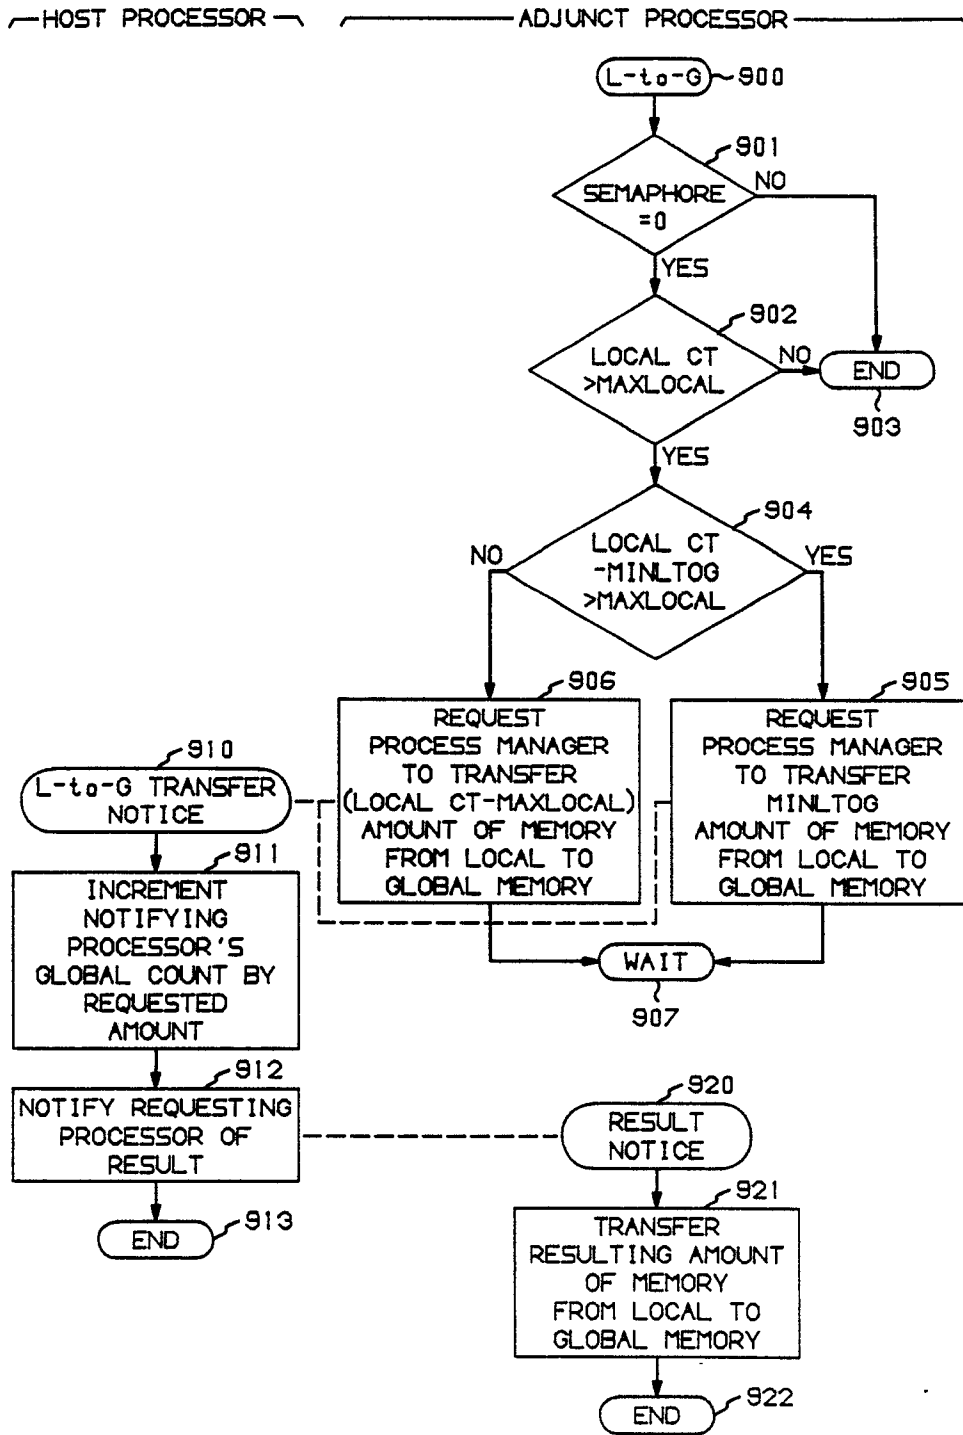 HOST PROCESSOR
ADJUNCT PROCESSOR
L-to-G
900
901
SEMAPHORE
=0
NO
YES
902
LOCAL CT
>MAXLOCAL
NO
END
903
YES
904
LOCAL CT
-MINLTOG
>MAXLOCAL
NO
YES
906
REQUEST
PROCESS MANAGER
TO TRANSFER
(LOCAL CT-MAXLOCAL)
AMOUNT OF MEMORY
FROM LOCAL TO
GLOBAL MEMORY
905
REQUEST
PROCESS MANAGER
TO TRANSFER
MINLTOG
AMOUNT OF MEMORY
FROM LOCAL TO
GLOBAL MEMORY
WAIT
907
910
L-to-G TRANSFER
NOTICE
911
INCREMENT
NOTIFYING
PROCESSOR'S
GLOBAL COUNT BY
REQUESTED
AMOUNT
912
NOTIFY REQUESTING
PROCESSOR OF
RESULT
END
913
920
RESULT
NOTICE
921
TRANSFER
RESULTING AMOUNT
OF MEMORY
FROM LOCAL TO
GLOBAL MEMORY
END
922